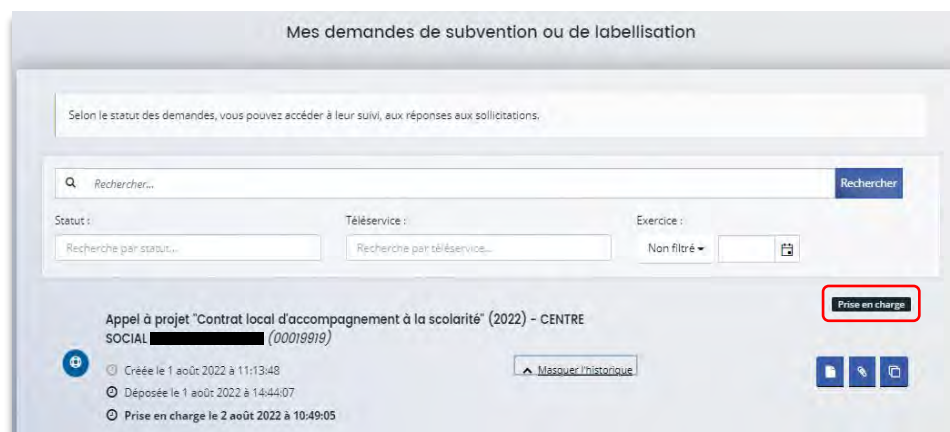 Mes demandes de subvention ou de labellisation
Selon le statut des demandes, vous pouvez accéder à leur suivi, aux réponses aux sollicitations.
Rechercher...
Rechercher
Statut :
Téléservice :
Exercice :
Recherche par statut...
Recherche par téléservice...
Non filtré
Prise en charge
Appel à projet "Contrat local d'accompagnement à la scolarité" (2022) - CENTRE
SOCIAL (00019919)
Créée le 1 août 2022 à 11:13:48
Masquer l'historique
Déposée le 1 août 2022 à 14:44:07
Prise en charge le 2 août 2022 à 10:49:05